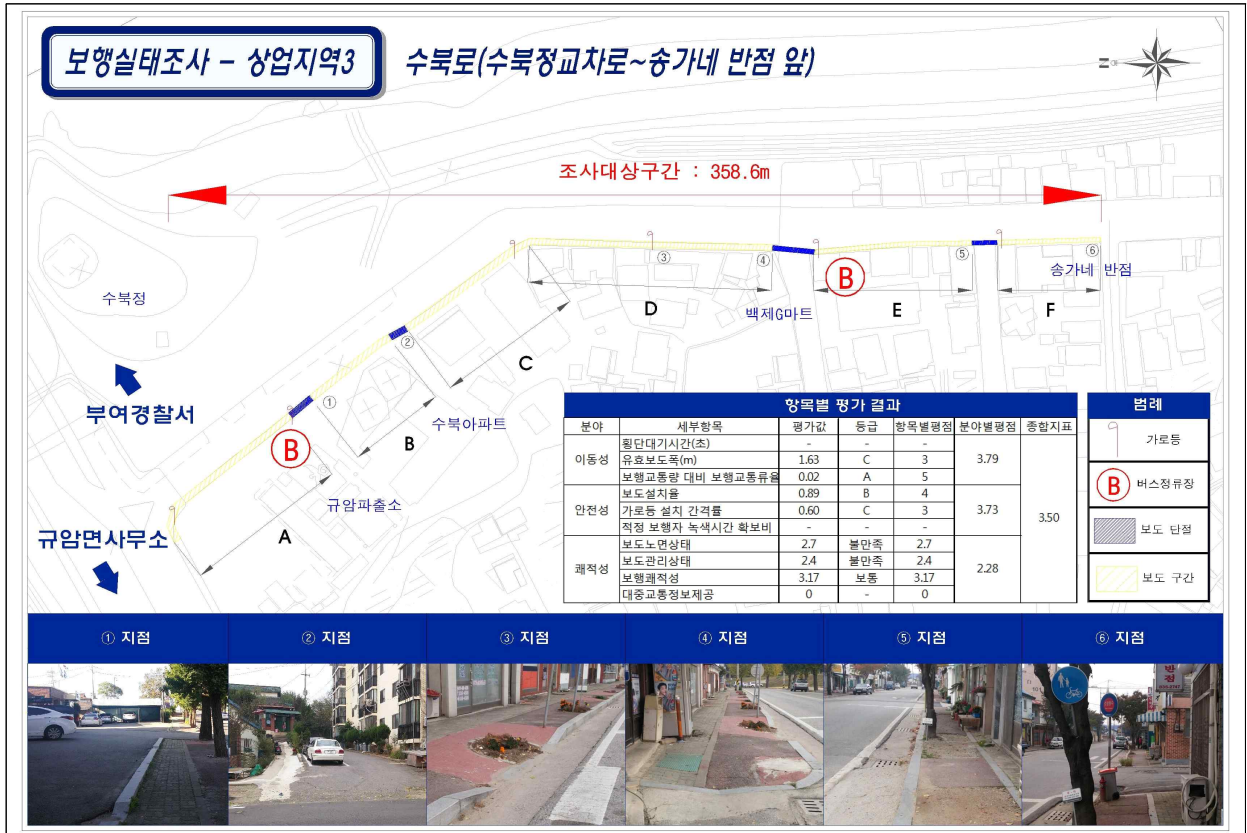 보행실태조사 - 상업지역3
수북로(수북정교차로~송가네 반점 앞)
N
조사대상구간 : 358.6m
수북정
부여경찰서
규암면사무소
B
규암파출소
수북아파트
백제G마트
B
송가네 반점
①
②
③
④
⑤
⑥
A
B
C
D
E
F
항목별 평가 결과
분야 세부항목 평가값 등급 항목별평점 분야별평점 종합지표
이동성 횡단대기시간(초) - - - 3.79 3.50
유효보도폭(m) 1.63 C 3
보행교통량 대비 보행교통류율 0.02 A 5
안전성 보도설치율 0.89 B 4 3.73
가로등 설치 간격률 0.60 C 3
적정 보행자 녹색시간 확보비 - - -
쾌적성 보도노면상태 2.7 불만족 2.7 2.28
보도관리상태 2.4 불만족 2.4
보행쾌적성 3.17 보통 3.17
대중교통정보제공 0 - 0
범례
가로등
B 버스정류장
보도 단절
보도 구간
① 지점
② 지점
③ 지점
④ 지점
⑤ 지점
⑥ 지점
반점